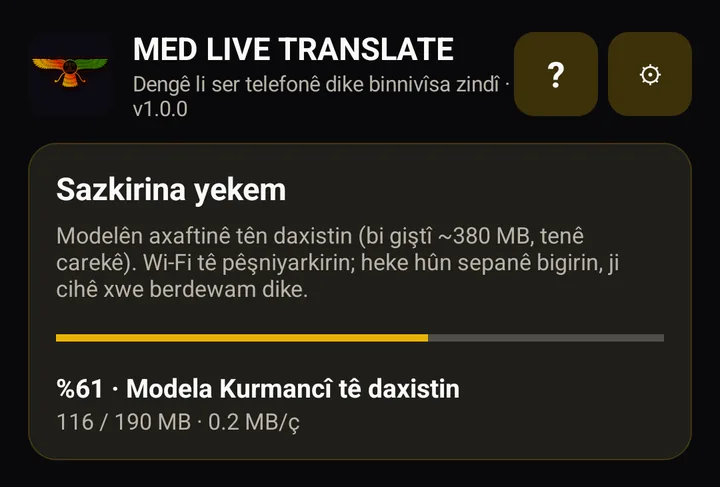 MED LIVE TRANSLATE
Dengê li ser telefonê dike binnivîsa zindî ·
v1.0.0
?
Sazkirina yekem
Modelên axaftinê tên daxistin (bi giştî ~380 MB, tenê
carekê). Wi-Fi tê pêşniyarkirin; heke hûn sepanê bigirin, ji
cihê xwe berdewam dike.
%61 · Modela Kurmancî tê daxistin
116 / 190 MB · 0.2 MB/ç